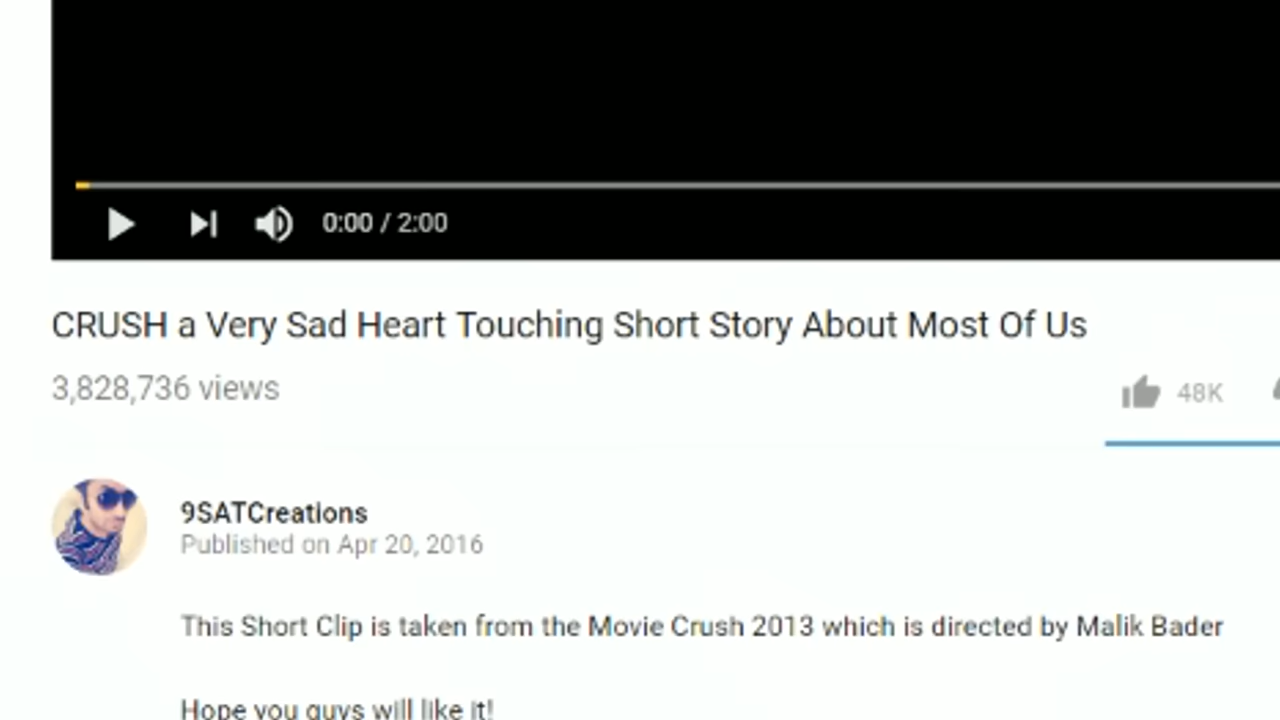 0:00 / 2:00
CRUSH a Very Sad Heart Touching Short Story About Most Of Us
3,828,736 views
48K
9SATCreations
Published on Apr 20, 2016
This Short Clip is taken from the Movie Crush 2013 which is directed by Malik Bader
Hope you guys will like it!